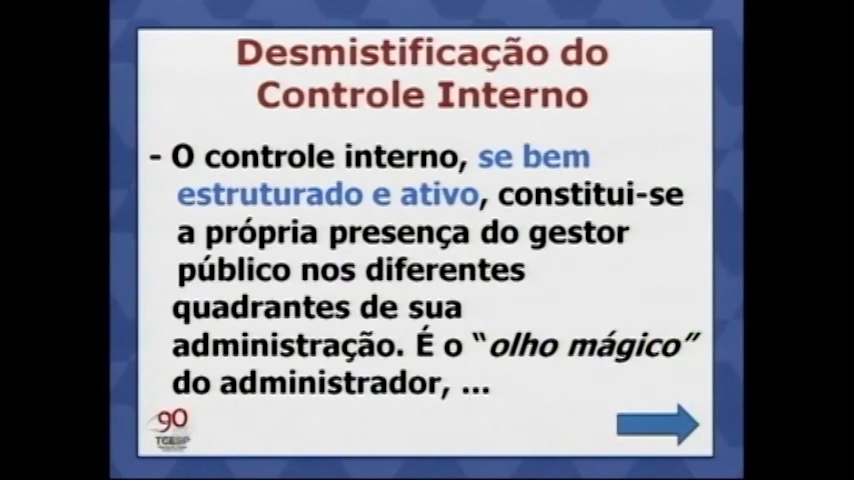 Desmistificação do
Controle Interno
- O controle interno, se bem
estruturado e ativo, constitui-se
a própria presença do gestor
público nos diferentes
quadrantes de sua
administração. É o “olho mágico”
do administrador, ...
90
TCESP